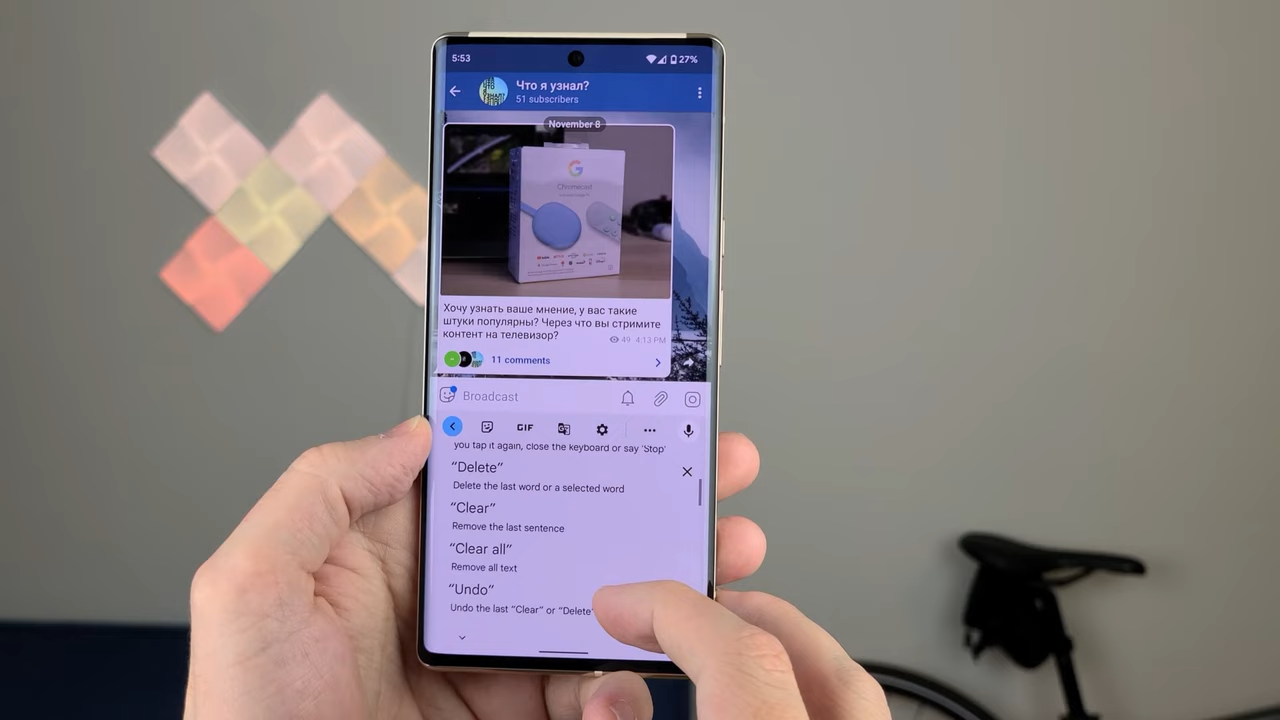 5:53
27%
Что я узнал?
51 subscribers
November 8
G
Chromecast
Хочу узнать ваше мнение, у вас такие
штуки популярны? Через что вы стримите
контент на телевизор?
49 4:13 PM
11 comments
Broadcast
GIF
you tap it again, close the keyboard or say 'Stop'
“Delete”
Delete the last word or a selected word
“Clear”
Remove the last sentence
“Clear all”
Remove all text
“Undo”
Undo the last “Clear” or “Delete”